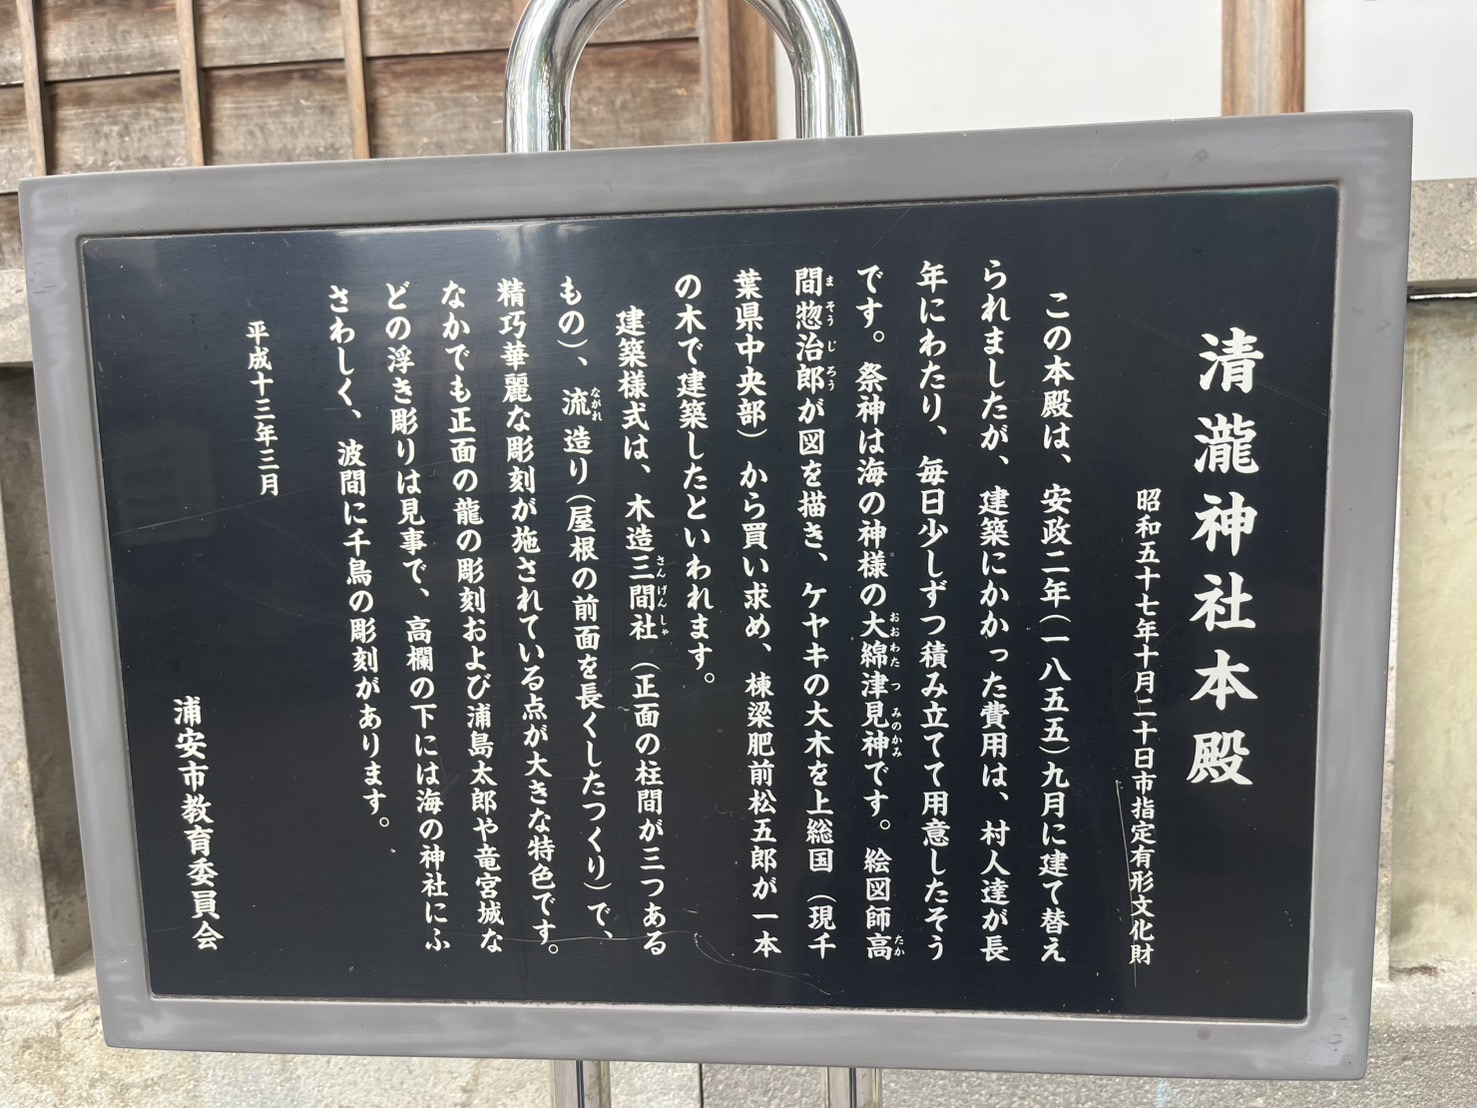 清瀧神社本殿
昭和五十七年十月二十日市指定有形文化財
この本殿は、安政二年(一八五五)九月に建て替え
られましたが、建築にかかった費用は、村人達が長
年にわたり、毎日少しずつ積み立てて用意したそう
です。祭神は海の神様の大綿津見神です。絵図師高
間惣治郎が図を描き、ケヤキの大木を上総国(現千
葉県中央部)から買い求め、棟梁肥前松五郎が一本
の木で建築したといわれます。
建築様式は、木造三間社(正面の柱間が三つある
もの)、流造り(屋根の前面を長くしたつくり)で、
精巧華麗な彫刻が施されている点が大きな特色です。
なかでも正面の龍の彫刻および浦島太郎や竜宮城な
どの浮き彫りは見事で、高欄の下には海の神社にふ
さわしく、波間に千鳥の彫刻があります。
平成十三年三月
浦安市教育委員会